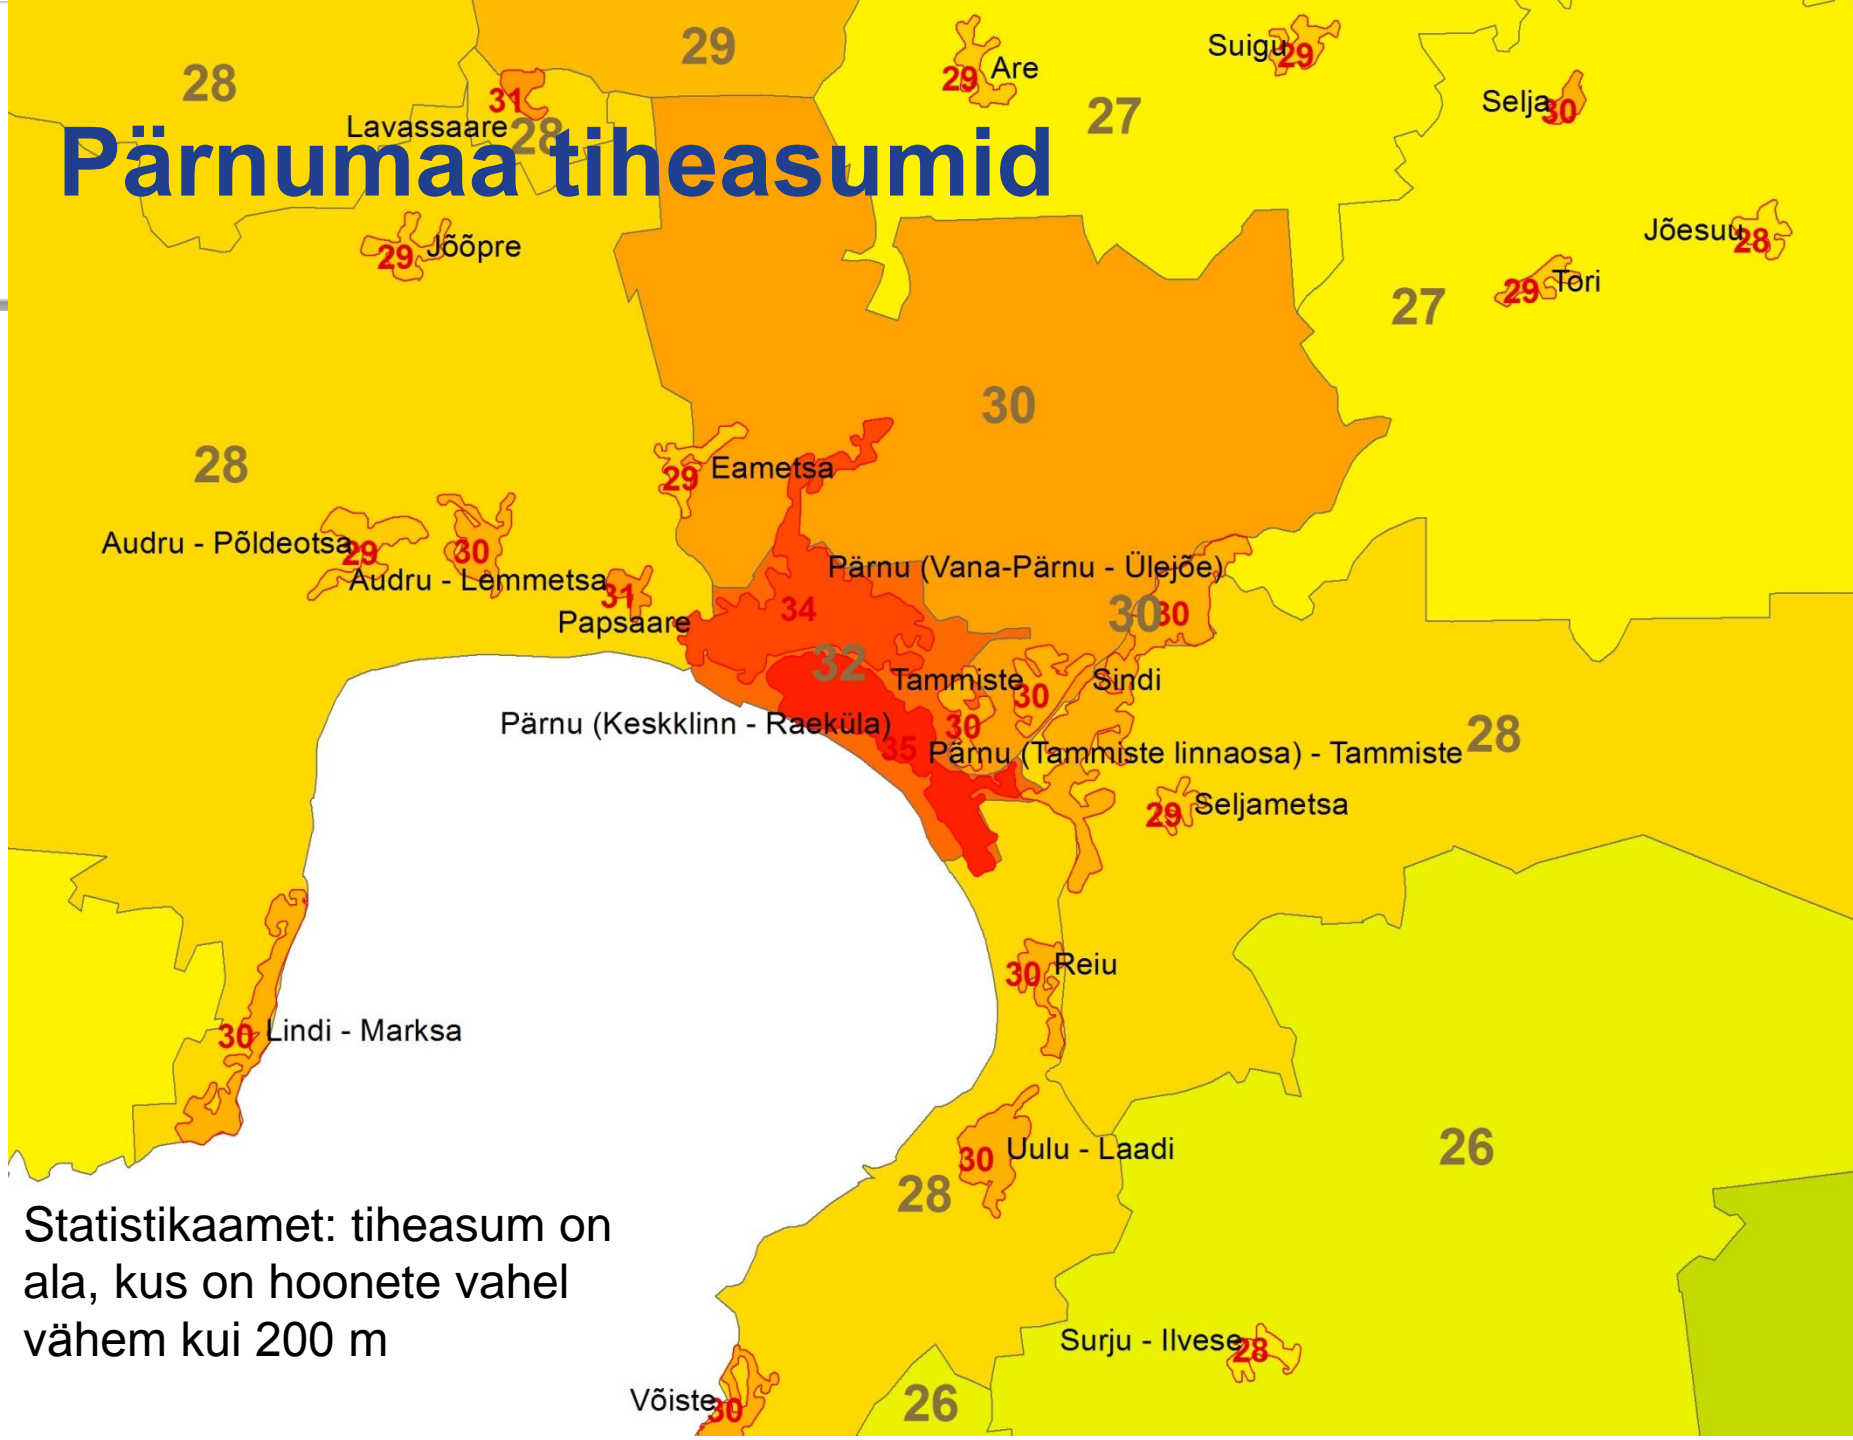 29
28
Suigu 29
29 Are
31
Selja 30
27
Lavassaare 28
Pärnumaa tiheasumid
Jõesuu 28
29 Jõõpre
29 Tori
27
30
28
29 Eametsa
Audru - Põldeotsa 29
30
Pärnu (Vana-Pärnu - Ülejõe)
Audru - Lemmetsa
31
34
30 30
Papsaare
32
Tammiste 30
Sindi
Pärnu (Keskklinn - Raeküla)
30
28
35 Pärnu (Tammiste linnaosa) - Tammiste
29 Seljametsa
30 Reiu
30 Lindi - Marksa
30 Uulu - Laadi
26
28
Statistikaamet: tiheasum on
ala, kus on hoonete vahel
vähem kui 200 m
Surju - Ilvese 28
Võiste 30
26